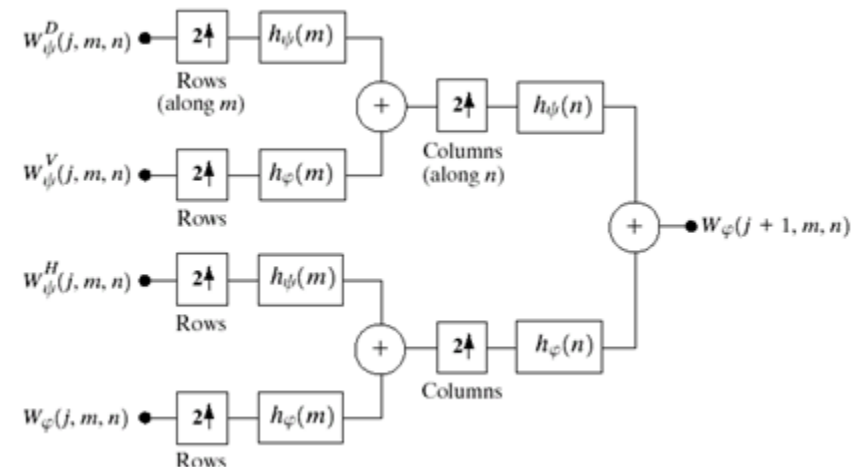 W_ψ^D(j, m, n)
2↑
h_ψ(m)
Rows
(along m)
+
2↑
h_ψ(n)
Columns
(along n)
W_ψ^V(j, m, n)
2↑
h_φ(m)
Rows
+
W_φ(j + 1, m, n)
W_ψ^H(j, m, n)
2↑
h_ψ(m)
Rows
+
2↑
h_φ(n)
Columns
W_φ(j, m, n)
2↑
h_φ(m)
Rows